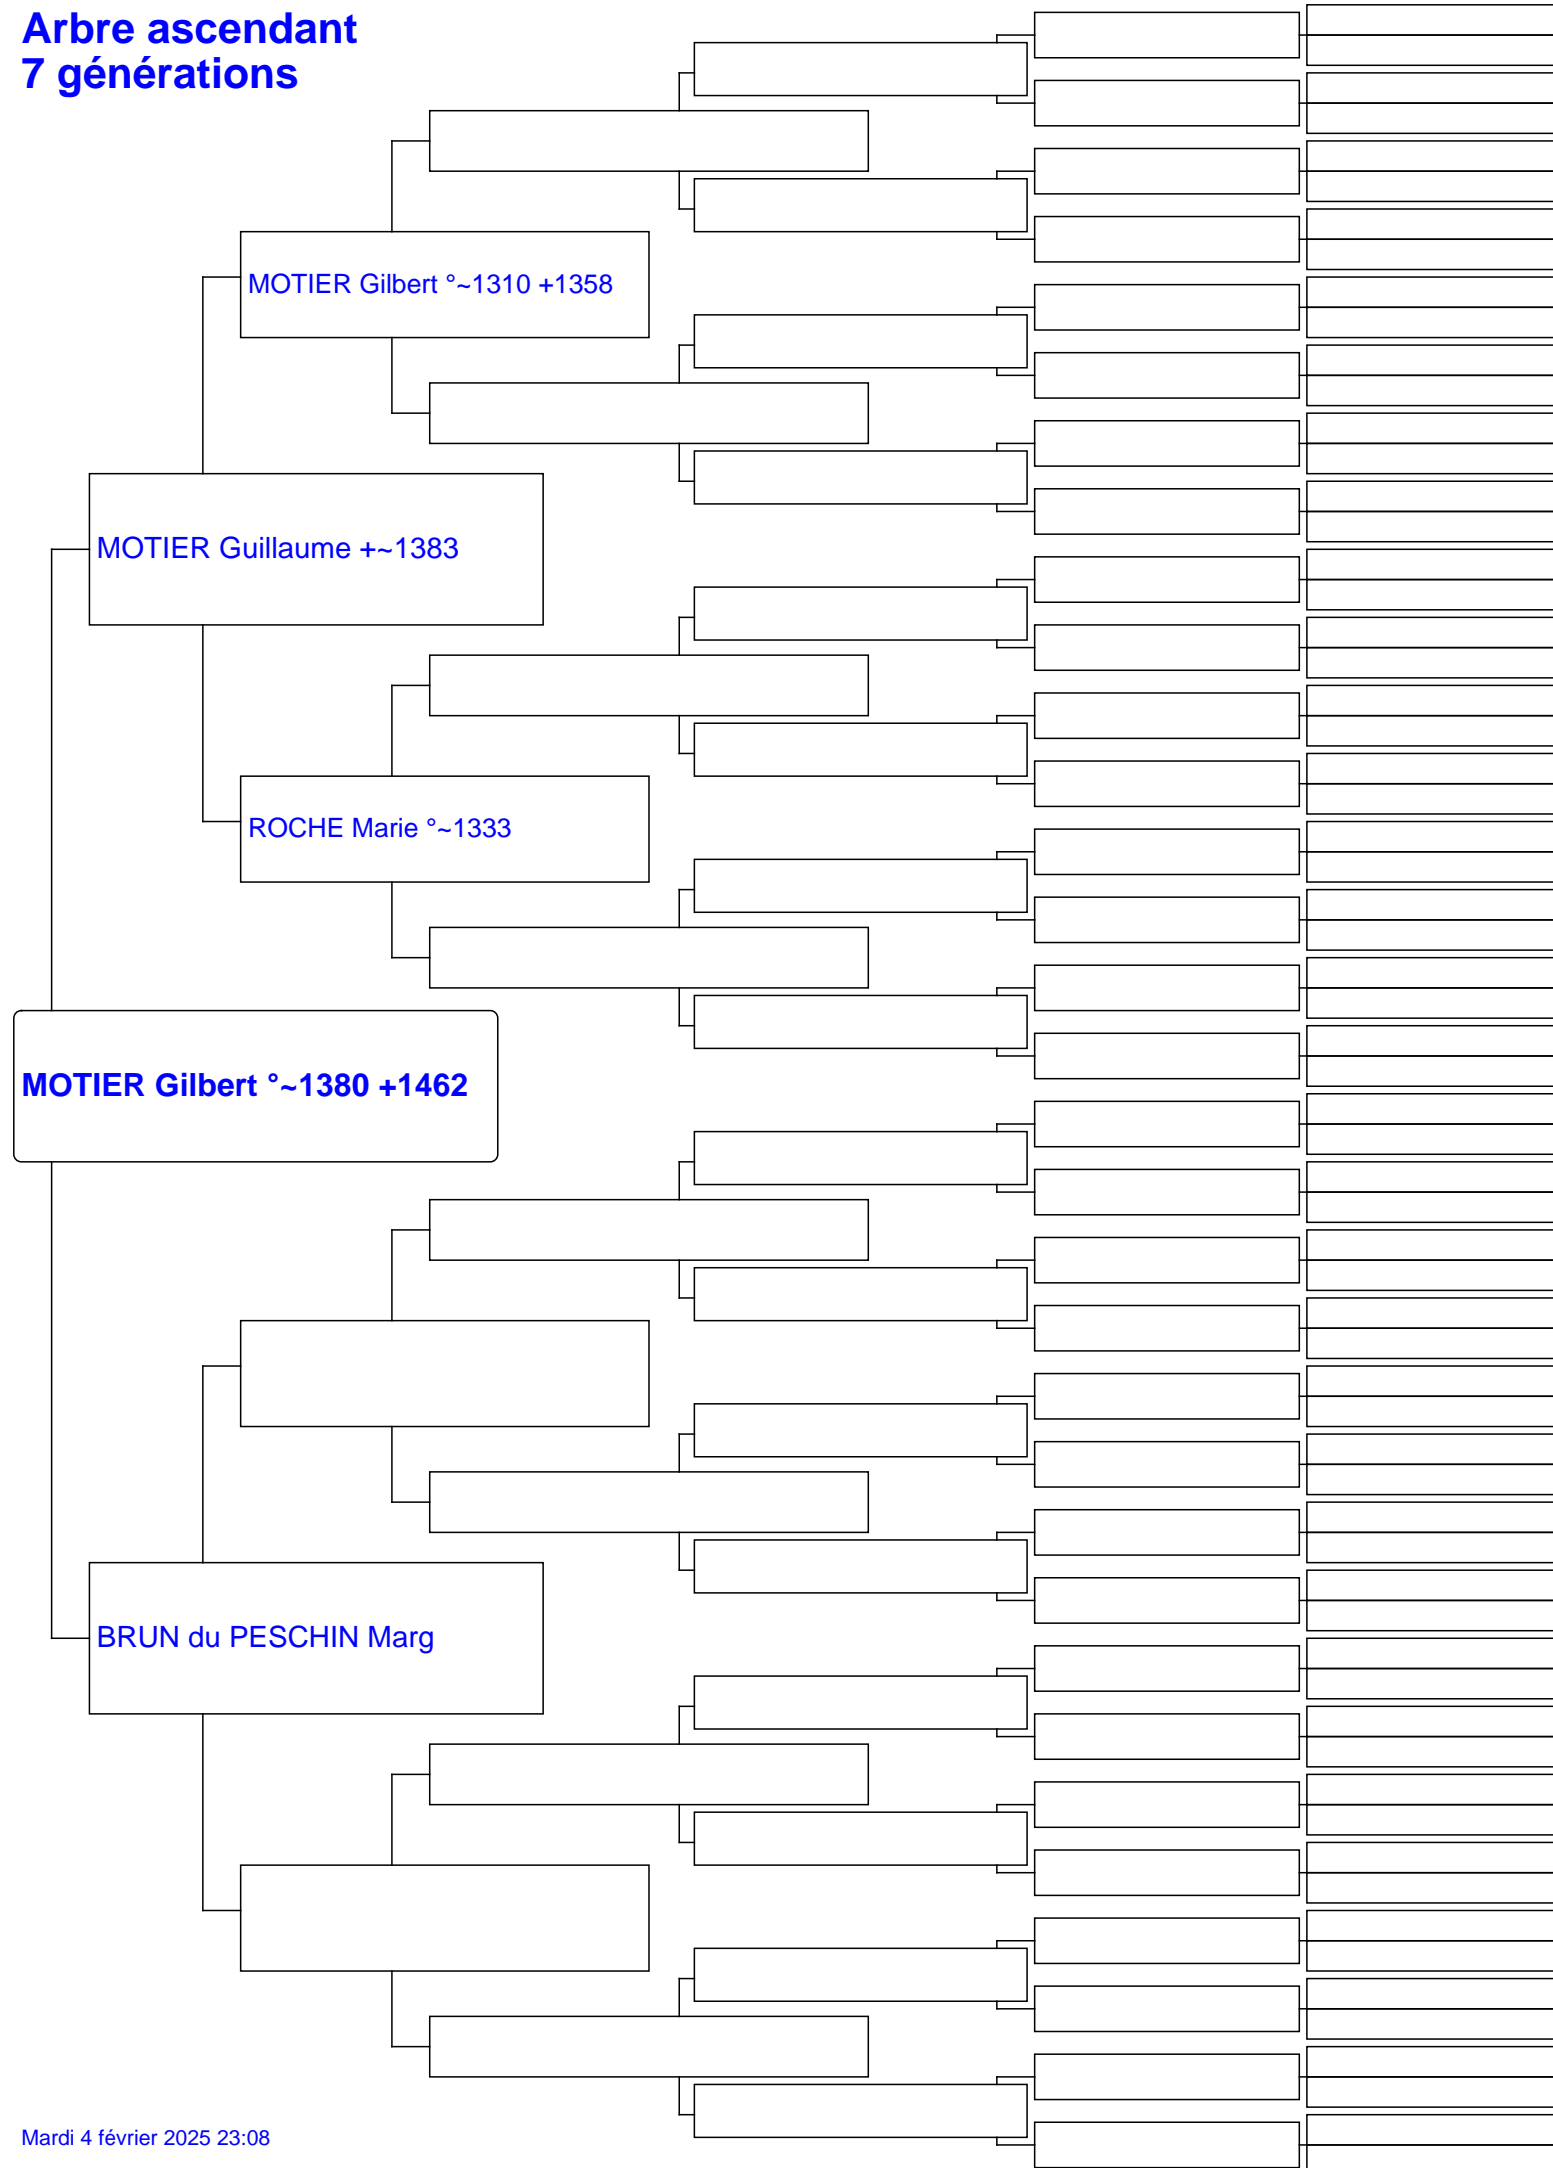 Arbre ascendant
7 générations
MOTIER Gilbert °~1310 +1358
MOTIER Guillaume +~1383
ROCHE Marie °~1333
MOTIER Gilbert °~1380 +1462
BRUN du PESCHIN Marg
Mardi 4 février 2025 23:08